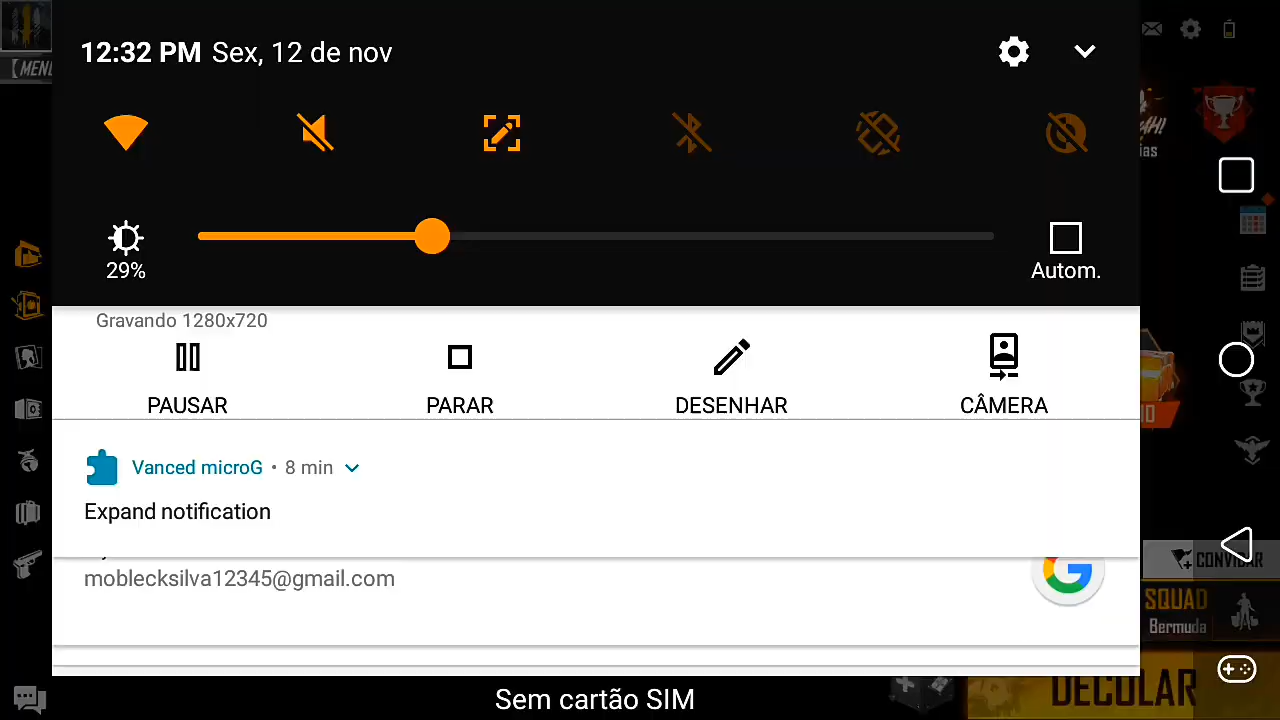 12:32 PM Sex, 12 de nov
29%
Autom.
Gravando 1280x720
PAUSAR PARAR DESENHAR CÂMERA
Vanced microG • 8 min
Expand notification
moblecksilva12345@gmail.com
CONVIDAR
SQUAD
Bermuda
DECOLAR
Sem cartão SIM